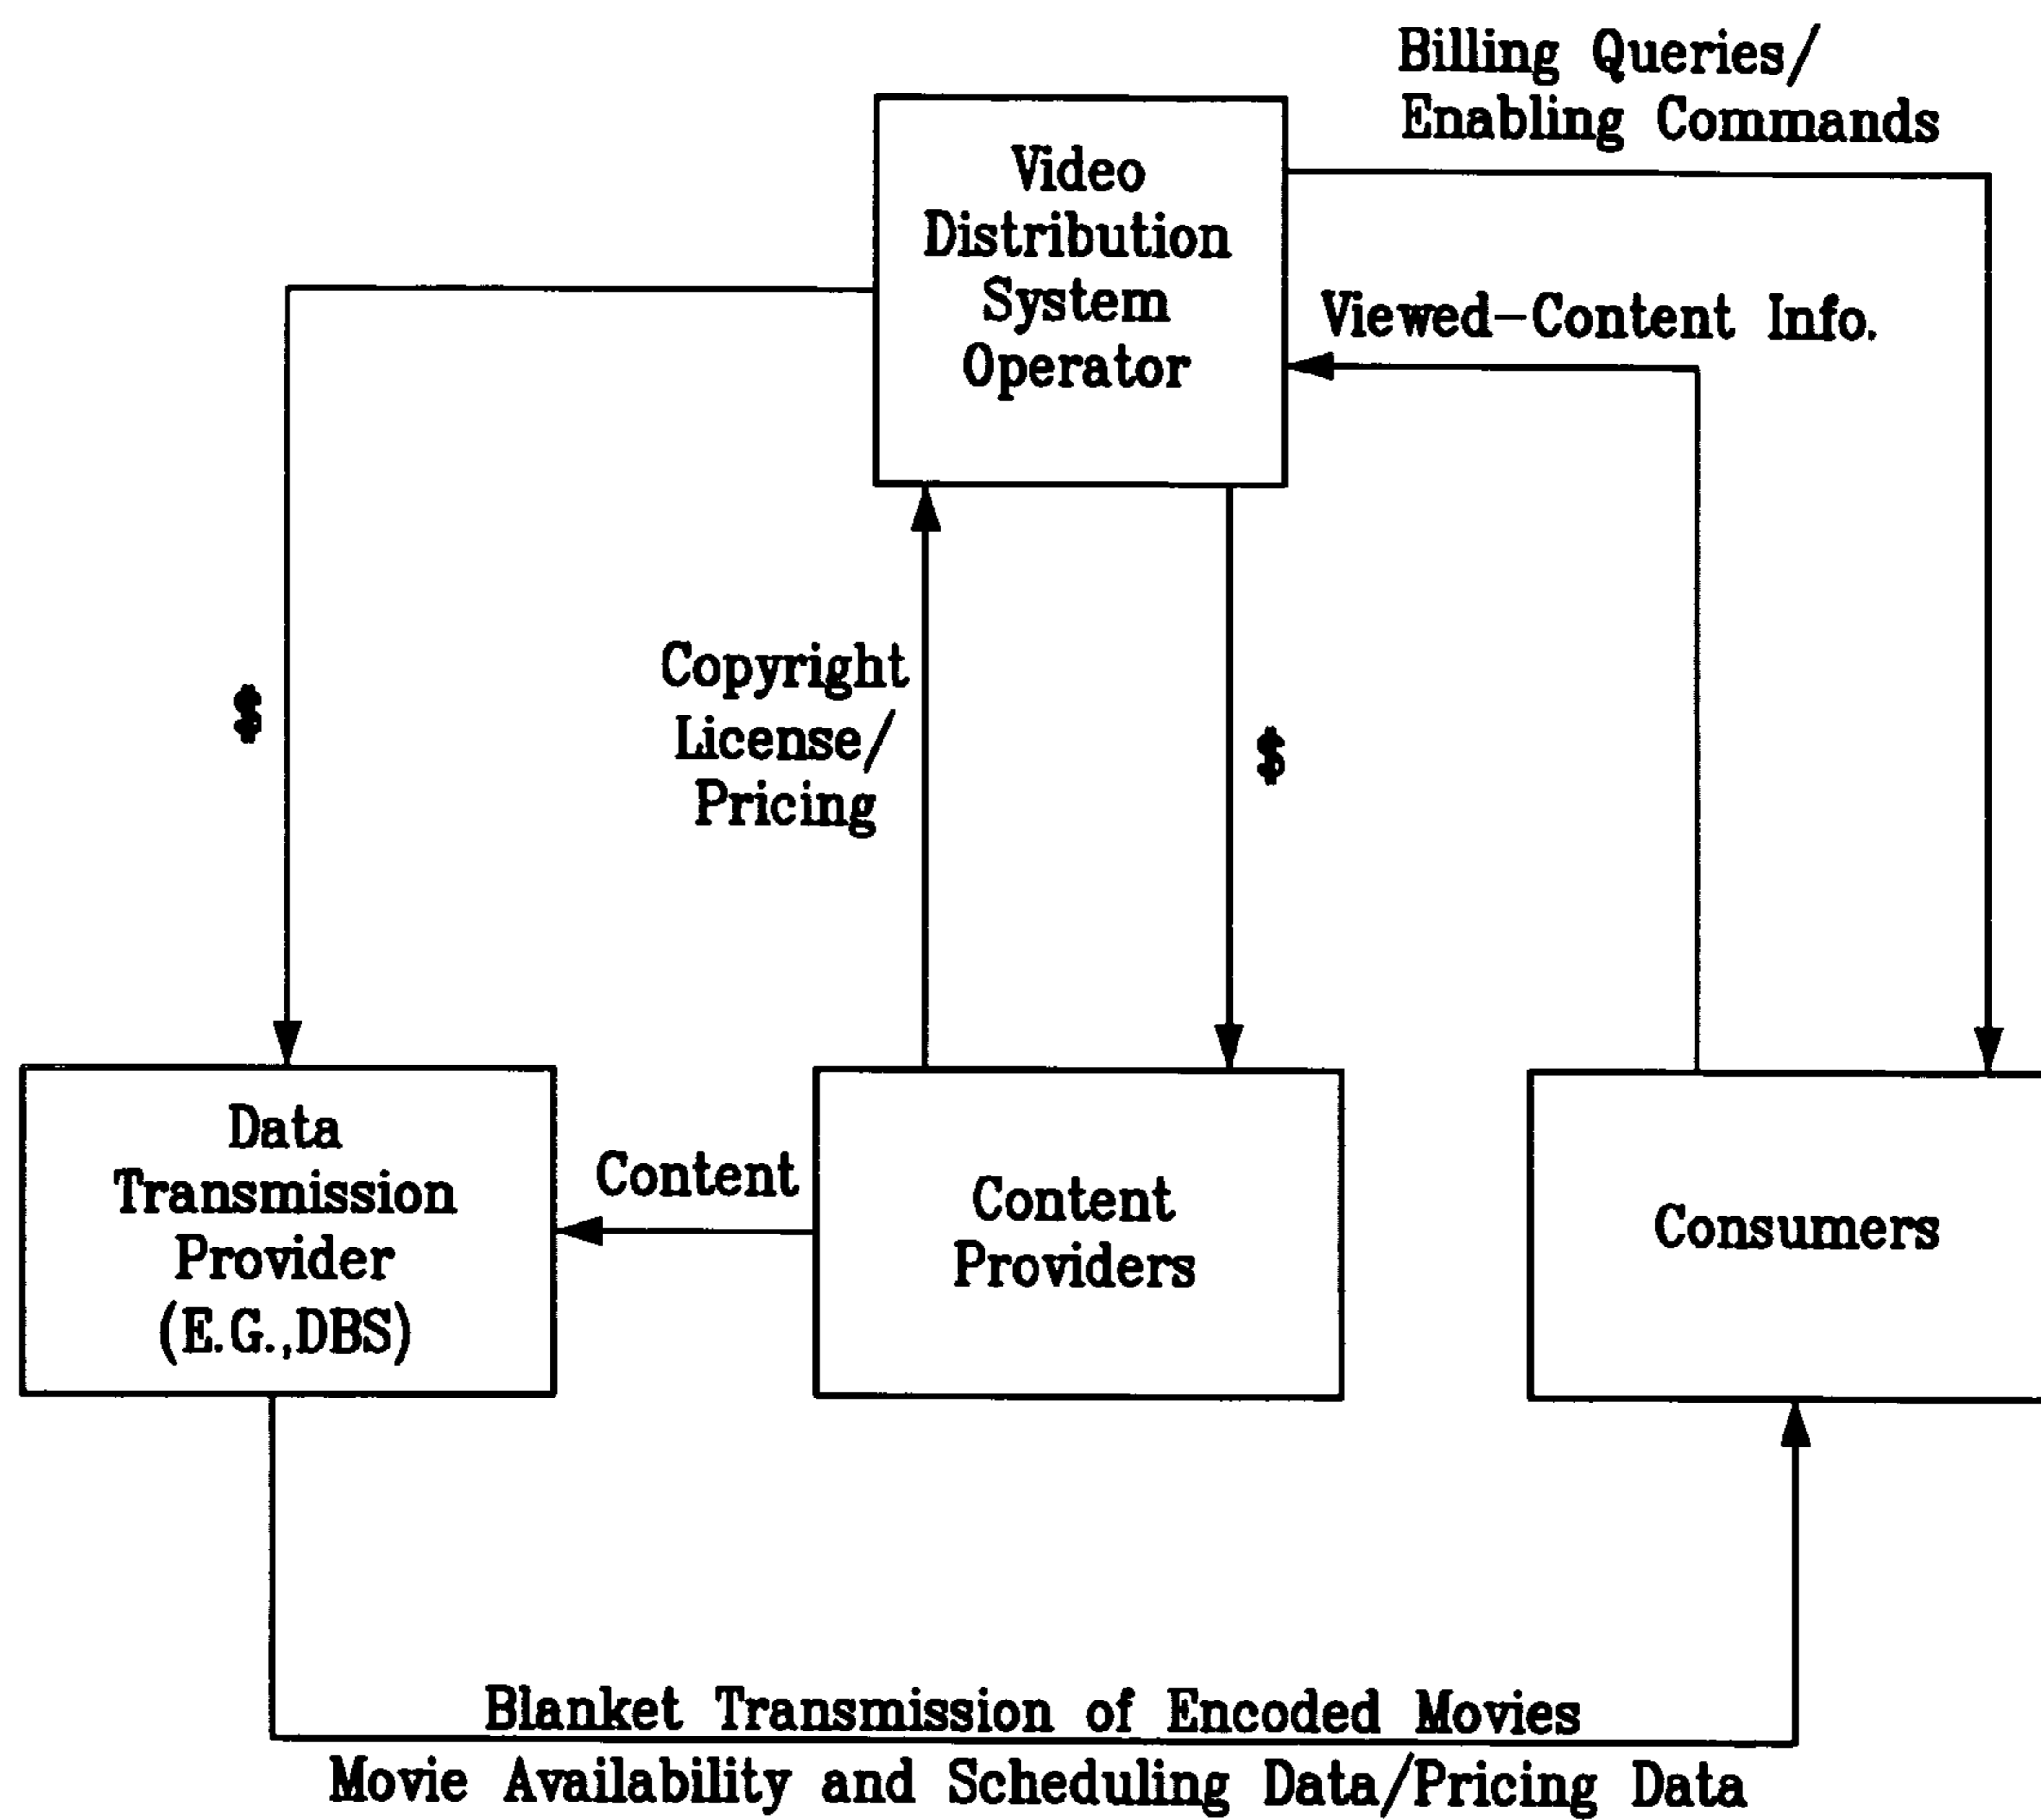 Billing Queries/
Enabling Commands
Video
Distribution
System
Operator
Viewed-Content Info.
$
Copyright
License/
Pricing
$
Data
Transmission
Provider
(E.G.,DBS)
Content
Content
Providers
Consumers
Blanket Transmission of Encoded Movies
Movie Availability and Scheduling Data/Pricing Data